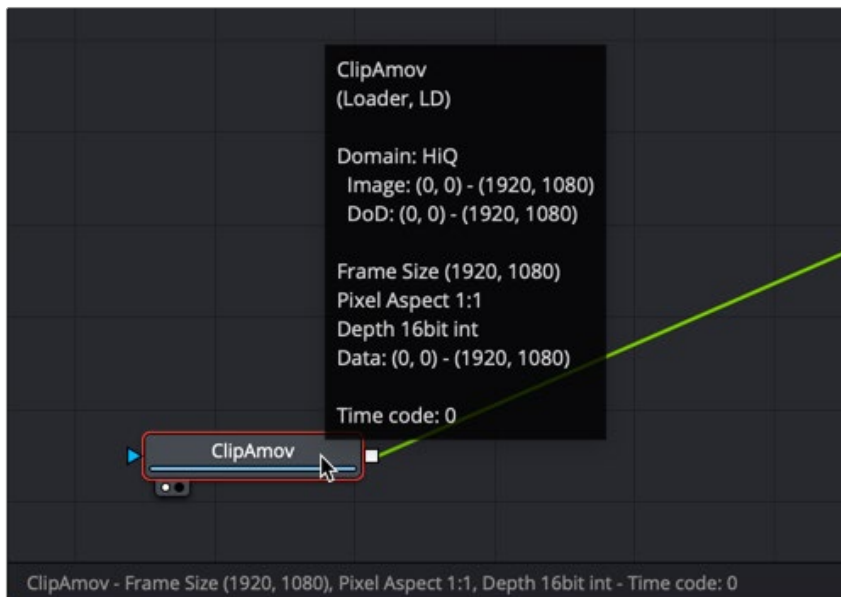 ClipAmov
(Loader, LD)
Domain: HiQ
Image: (0, 0) - (1920, 1080)
DoD: (0, 0) - (1920, 1080)
Frame Size (1920, 1080)
Pixel Aspect 1:1
Depth 16bit int
Data: (0, 0) - (1920, 1080)
Time code: 0
ClipAmov
ClipAmov - Frame Size (1920, 1080), Pixel Aspect 1:1, Depth 16bit int - Time code: 0